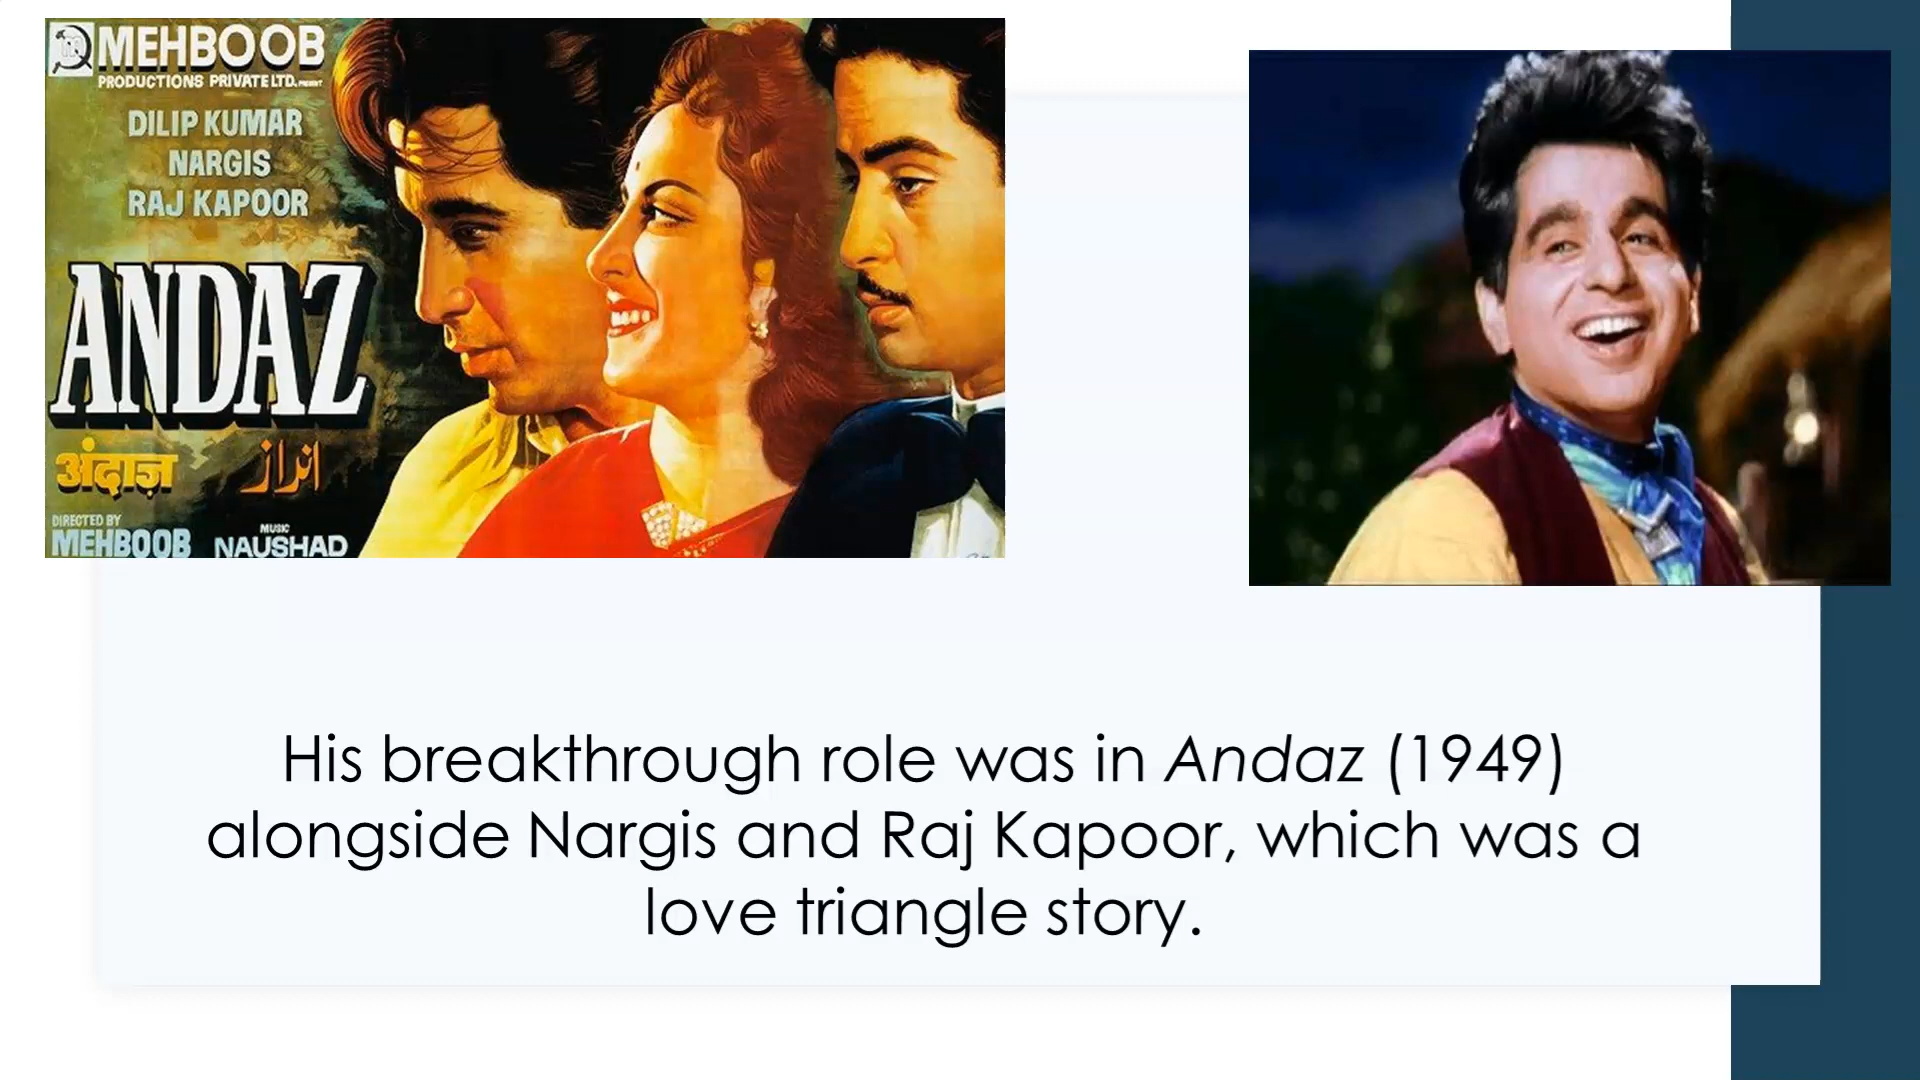 MEHBOOB
PRODUCTIONS PRIVATE LTD. PRESENT
DILIP KUMAR
NARGIS
RAJ KAPOOR
ANDAZ
अंदाज़ انداز
DIRECTED BY
MEHBOOB
MUSIC
NAUSHAD
His breakthrough role was in Andaz (1949)
alongside Nargis and Raj Kapoor, which was a
love triangle story.